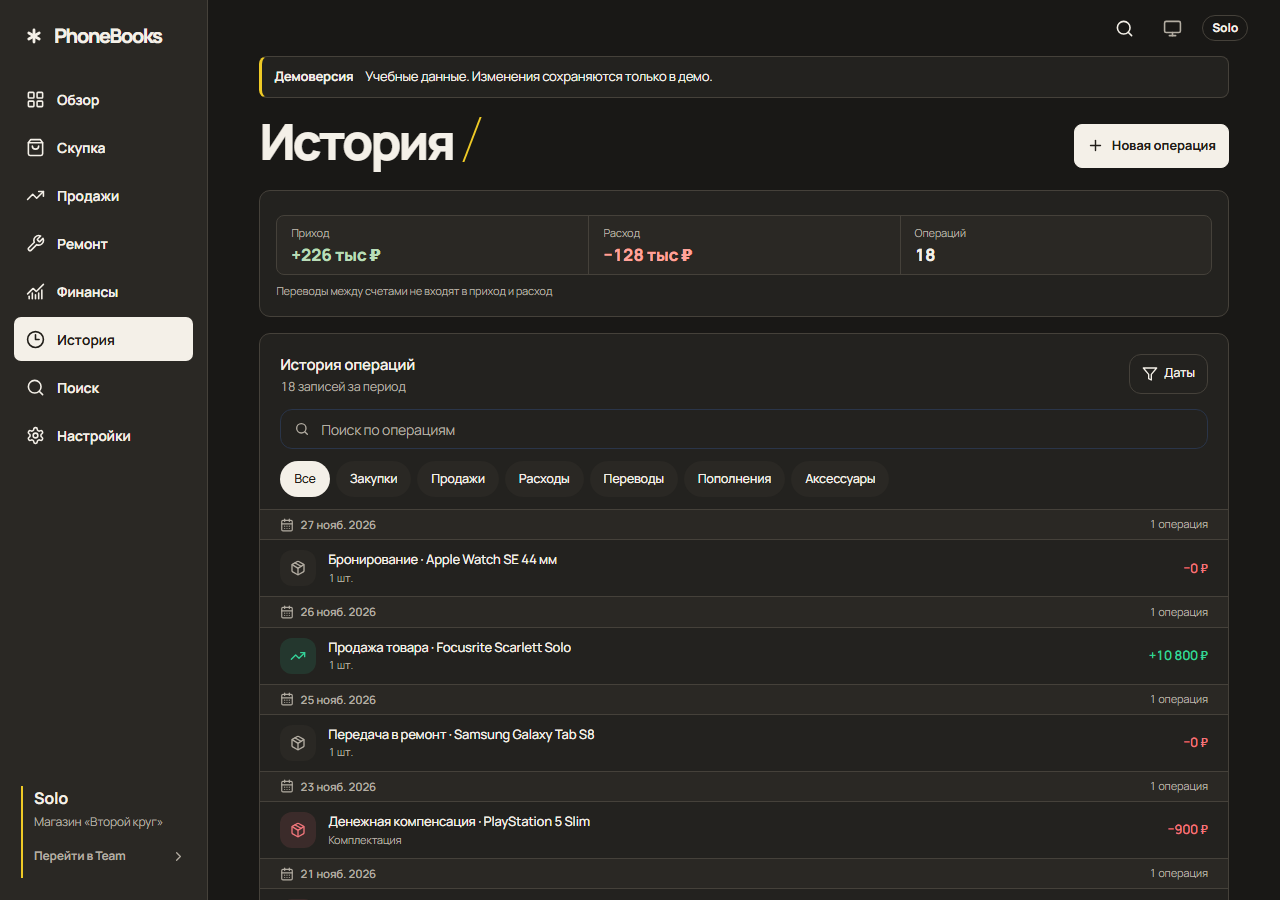 PhoneBooks
Обзор
Скупка
Продажи
Ремонт
Финансы
История
Поиск
Настройки
Solo
Магазин «Второй круг»
Перейти в Team
Solo
Демоверсия Учебные данные. Изменения сохраняются только в демо.
История /
Новая операция
Приход Расход Операций
+226 тыс ₽ −128 тыс ₽ 18
Переводы между счетами не входят в приход и расход
История операций
18 записей за период
Даты
Поиск по операциям
Все Закупки Продажи Расходы Переводы Пополнения Аксессуары
27 нояб. 2026 1 операция
Бронирование · Apple Watch SE 44 мм
1 шт.
−0 ₽
26 нояб. 2026 1 операция
Продажа товара · Focusrite Scarlett Solo
1 шт.
+10 800 ₽
25 нояб. 2026 1 операция
Передача в ремонт · Samsung Galaxy Tab S8
1 шт.
−0 ₽
23 нояб. 2026 1 операция
Денежная компенсация · PlayStation 5 Slim
Комплектация
−900 ₽
21 нояб. 2026 1 операция